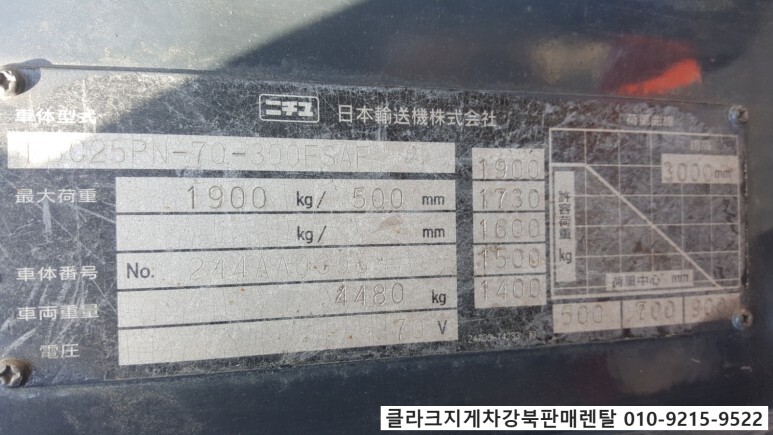 ニチユ 日本輸送機株式会社
車体型式
荷重曲線
最大荷重 1900 kg/ 500 mm
kg/ mm
車体番号 No.
車両重量 4480 kg
電圧 V
1900
1730
1600
1500
1400
3000mm
許容荷重 kg
荷重中心 mm
500 700 900
클라크지게차강북판매렌탈 010-9215-9522